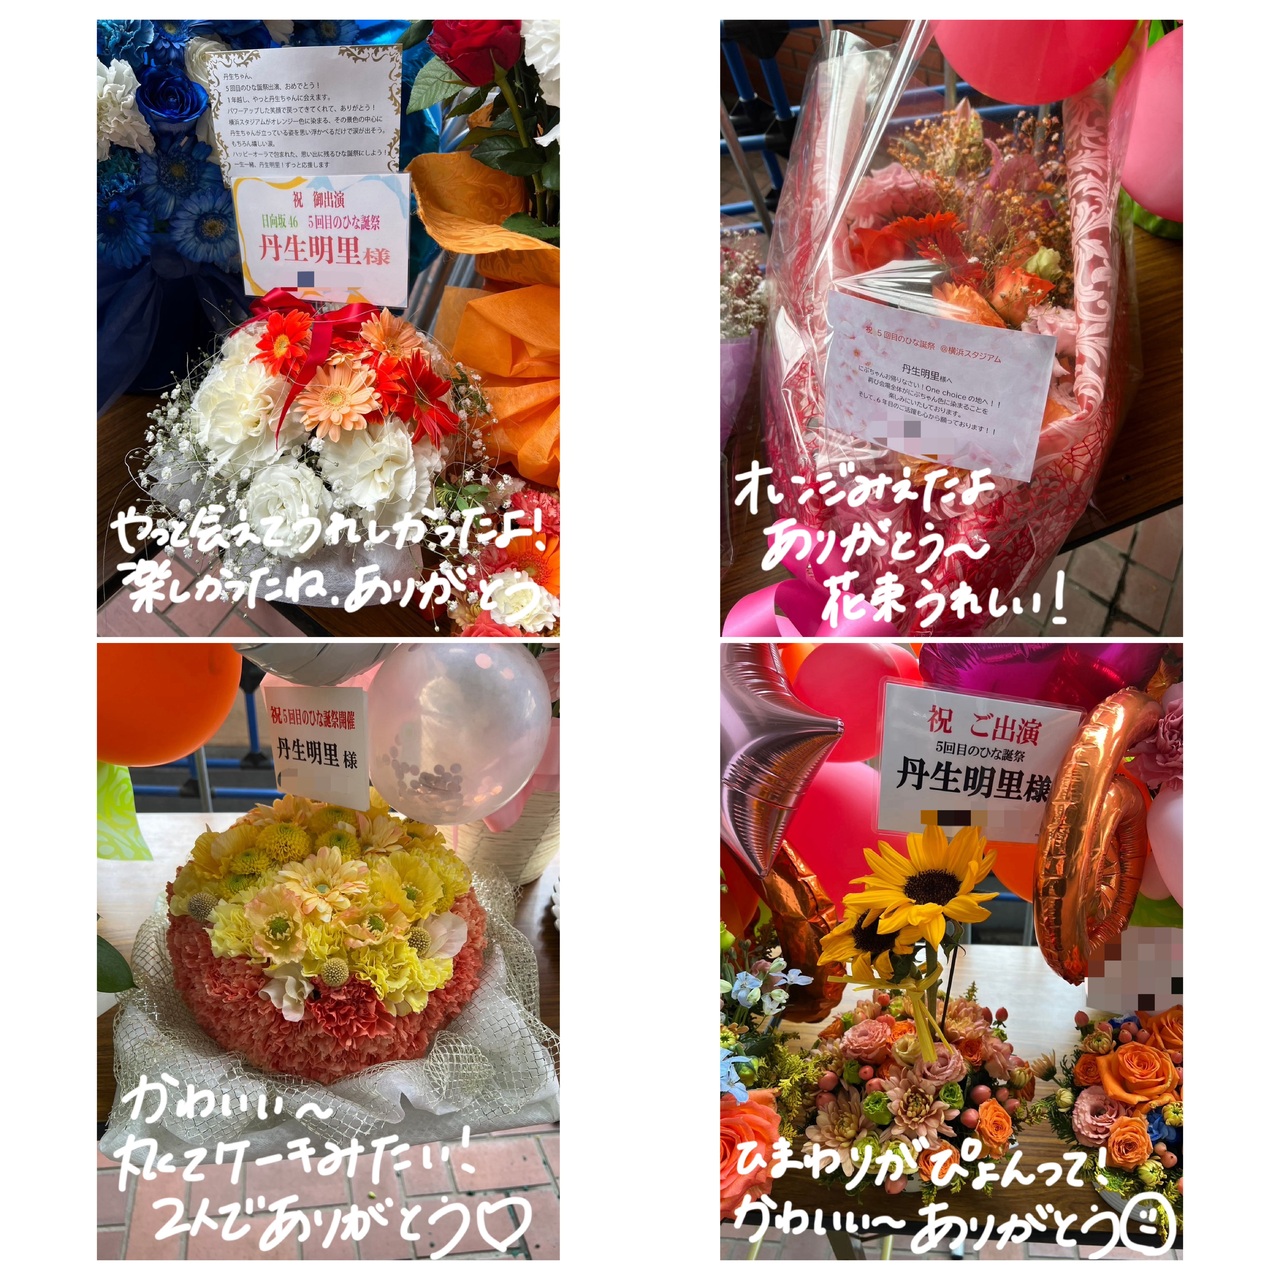 丹生ちゃん、
5回目のひな誕祭出演、おめでとう！
1年越し、やっと丹生ちゃんに会えます。
パワーアップした笑顔で戻ってきてくれて、ありがとう！
横浜スタジアムがオレンジ一色に染まる、その景色の中心に
丹生ちゃんが立っている姿を思い浮かべるだけで涙が出そう。
もちろん嬉しい涙。
ハッピーオーラで包まれた、思い出に残るひな誕祭にしよう！
一生一緒、丹生明里！ずっと応援します
祝 御出演
日向坂46 5回目のひな誕祭
丹生明里様
やっと会えてうれしかったよ！
楽しかったね。ありがとう
祝 5回目のひな誕祭 @横浜スタジアム
丹生明里様へ
にぶちゃんお帰りなさい！One choiceの地へ！！
再び会場全体がにぶちゃん色に染まることを
楽しみにいたしております。
そして、6年目のご活躍も心から願っております！！
オレンジみえたよ
ありがとう〜
花束うれしい！
祝5回目のひな誕祭開催
丹生明里様
かわいい〜
丸くてケーキみたい！
2人でありがとう♡
祝 ご出演
5回目のひな誕祭
丹生明里様
ひまわりがぴょんって！
かわいい〜ありがとう